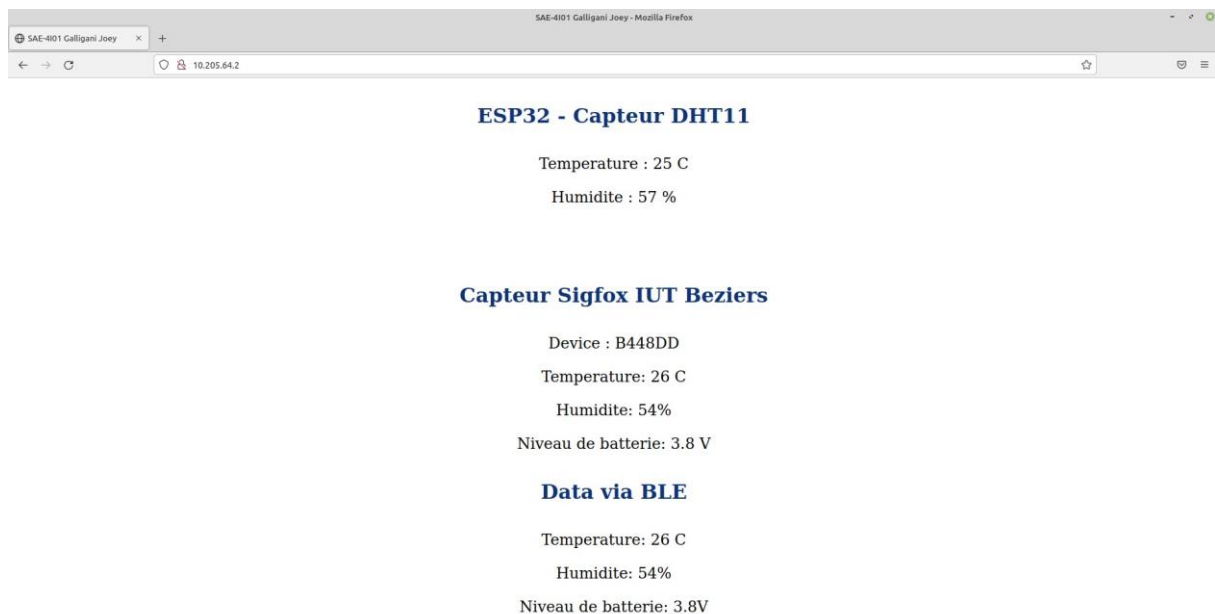 SAE-4I01 Galligani Joey - Mozilla Firefox
SAE-4I01 Galligani Joey
10.205.64.2
ESP32 - Capteur DHT11
Temperature : 25 C
Humidite : 57 %
Capteur Sigfox IUT Beziers
Device : B448DD
Temperature: 26 C
Humidite: 54%
Niveau de batterie: 3.8 V
Data via BLE
Temperature: 26 C
Humidite: 54%
Niveau de batterie: 3.8V